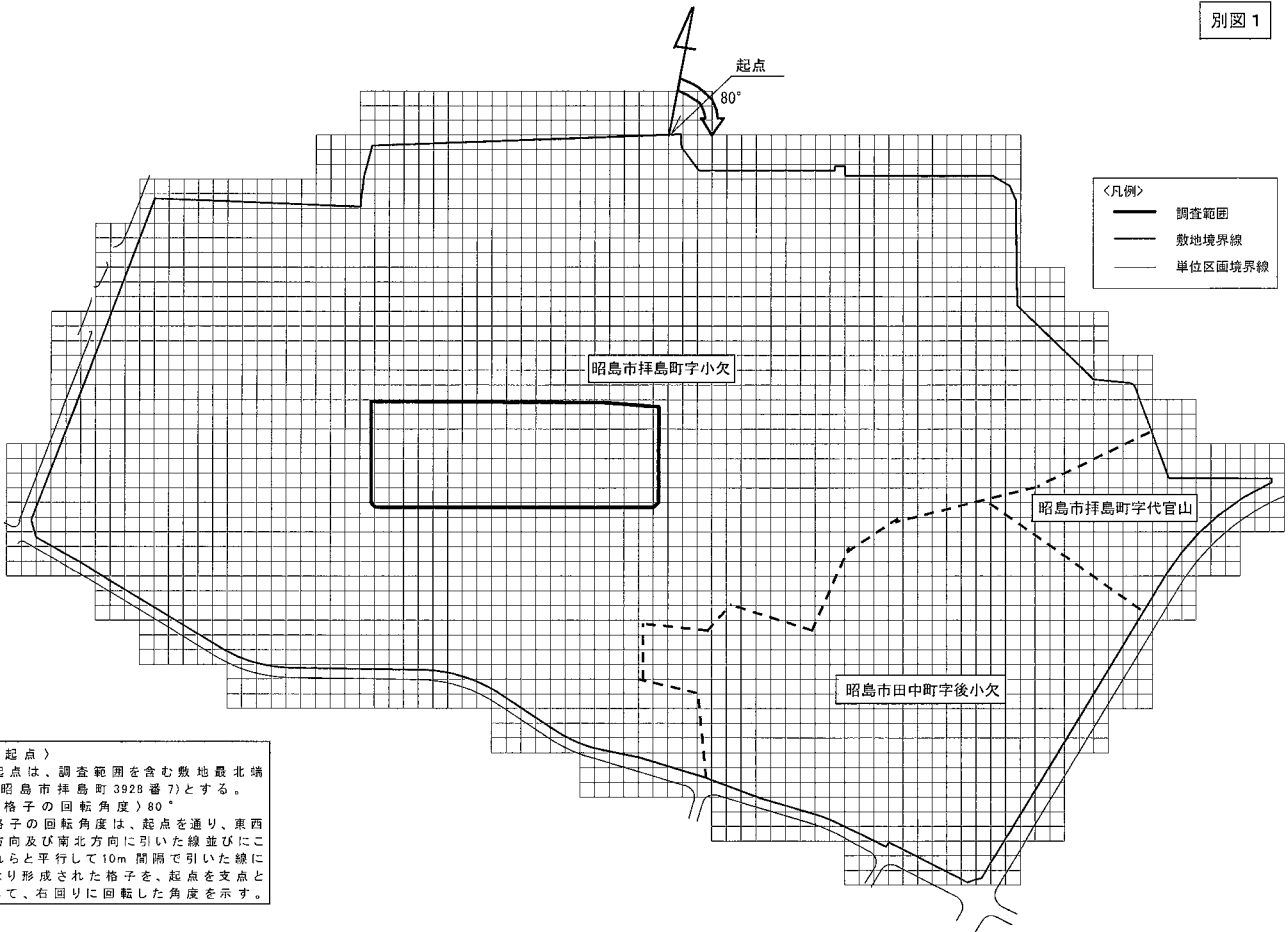 別図1
起点
80°
〈凡例〉
調査範囲
敷地境界線
単位区画境界線
昭島市拝島町字小欠
昭島市拝島町字代官山
昭島市田中町字後小欠
起点〉
起点は、調査範囲を含む敷地最北端
昭島市拝島町3928番7)とする。
格子の回転角度〉80°
格子の回転角度は、起点を通り、東西
方向及び南北方向に引いた線並びにこ
れらと平行して10m間隔で引いた線に
より形成された格子を、起点を支点と
して、右回りに回転した角度を示す。